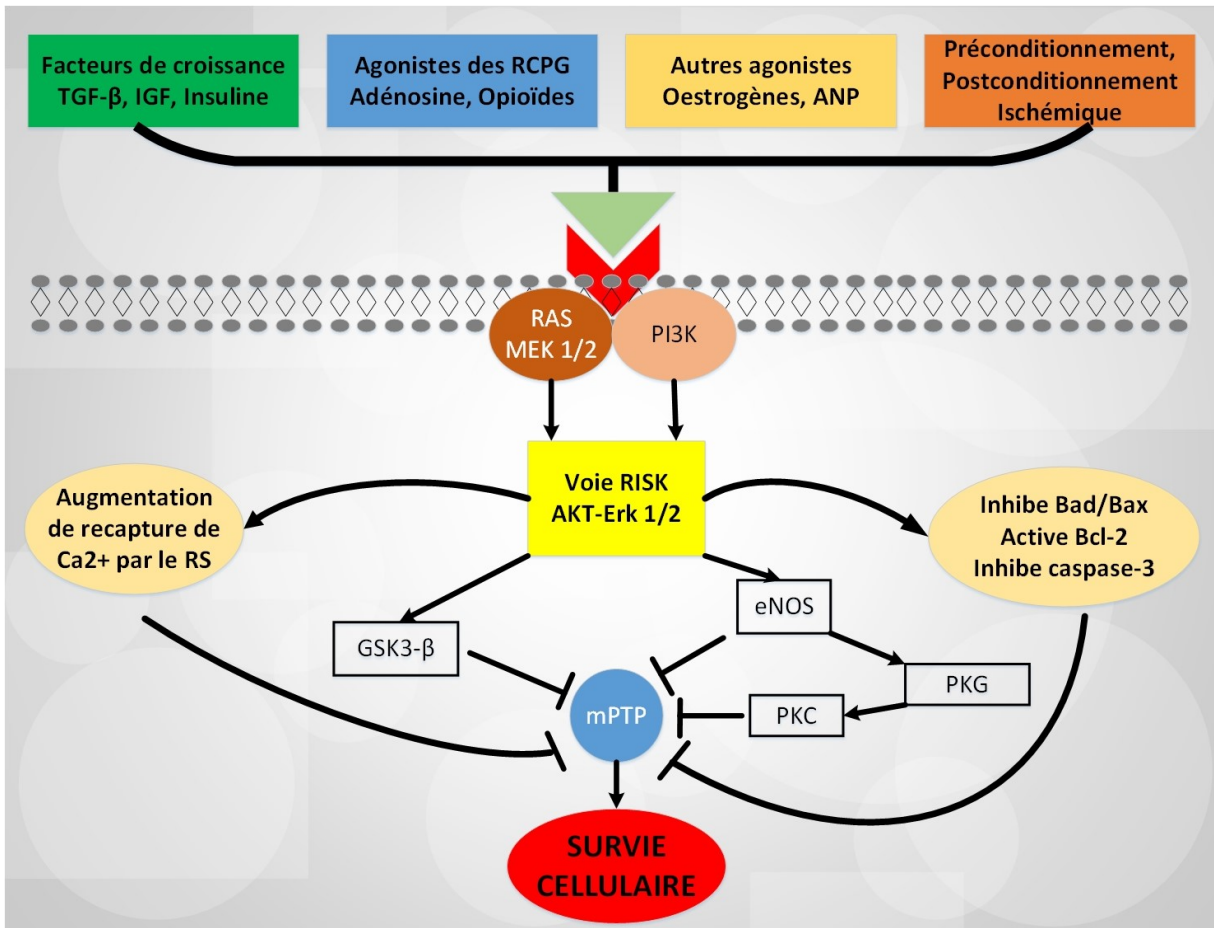 Facteurs de croissance
TGF-β, IGF, Insuline
Agonistes des RCPG
Adénosine, Opioïdes
Autres agonistes
Oestrogènes, ANP
Préconditionnement,
Postconditionnement
Ischémique
RAS
MEK 1/2
PI3K
Voie RISK
AKT-Erk 1/2
Augmentation
de recapture de
Ca2+ par le RS
Inhibe Bad/Bax
Active Bcl-2
Inhibe caspase-3
eNOS
GSK3-β
PKG
mPTP
PKC
SURVIE
CELLULAIRE